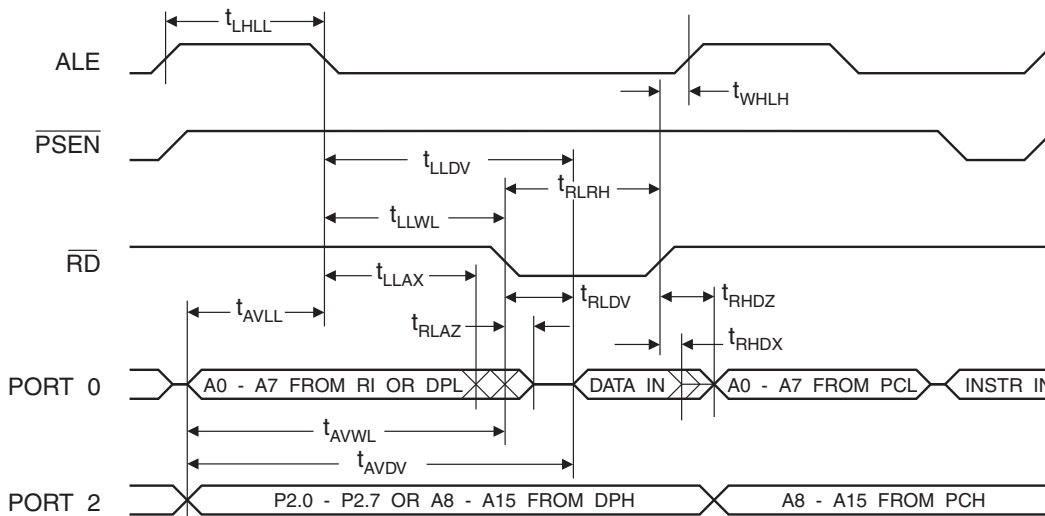 tLHLL
ALE
tWHLH
PSEN
tLLDV
tRLRH
tLLWL
RD
tLLAX
tRLDV
tRHDZ
tAVLL
tRLAZ
tRHDX
PORT 0
A0 - A7 FROM RI OR DPL
DATA IN
A0 - A7 FROM PCL
INSTR IN
tAVWL
tAVDV
PORT 2
P2.0 - P2.7 OR A8 - A15 FROM DPH
A8 - A15 FROM PCH